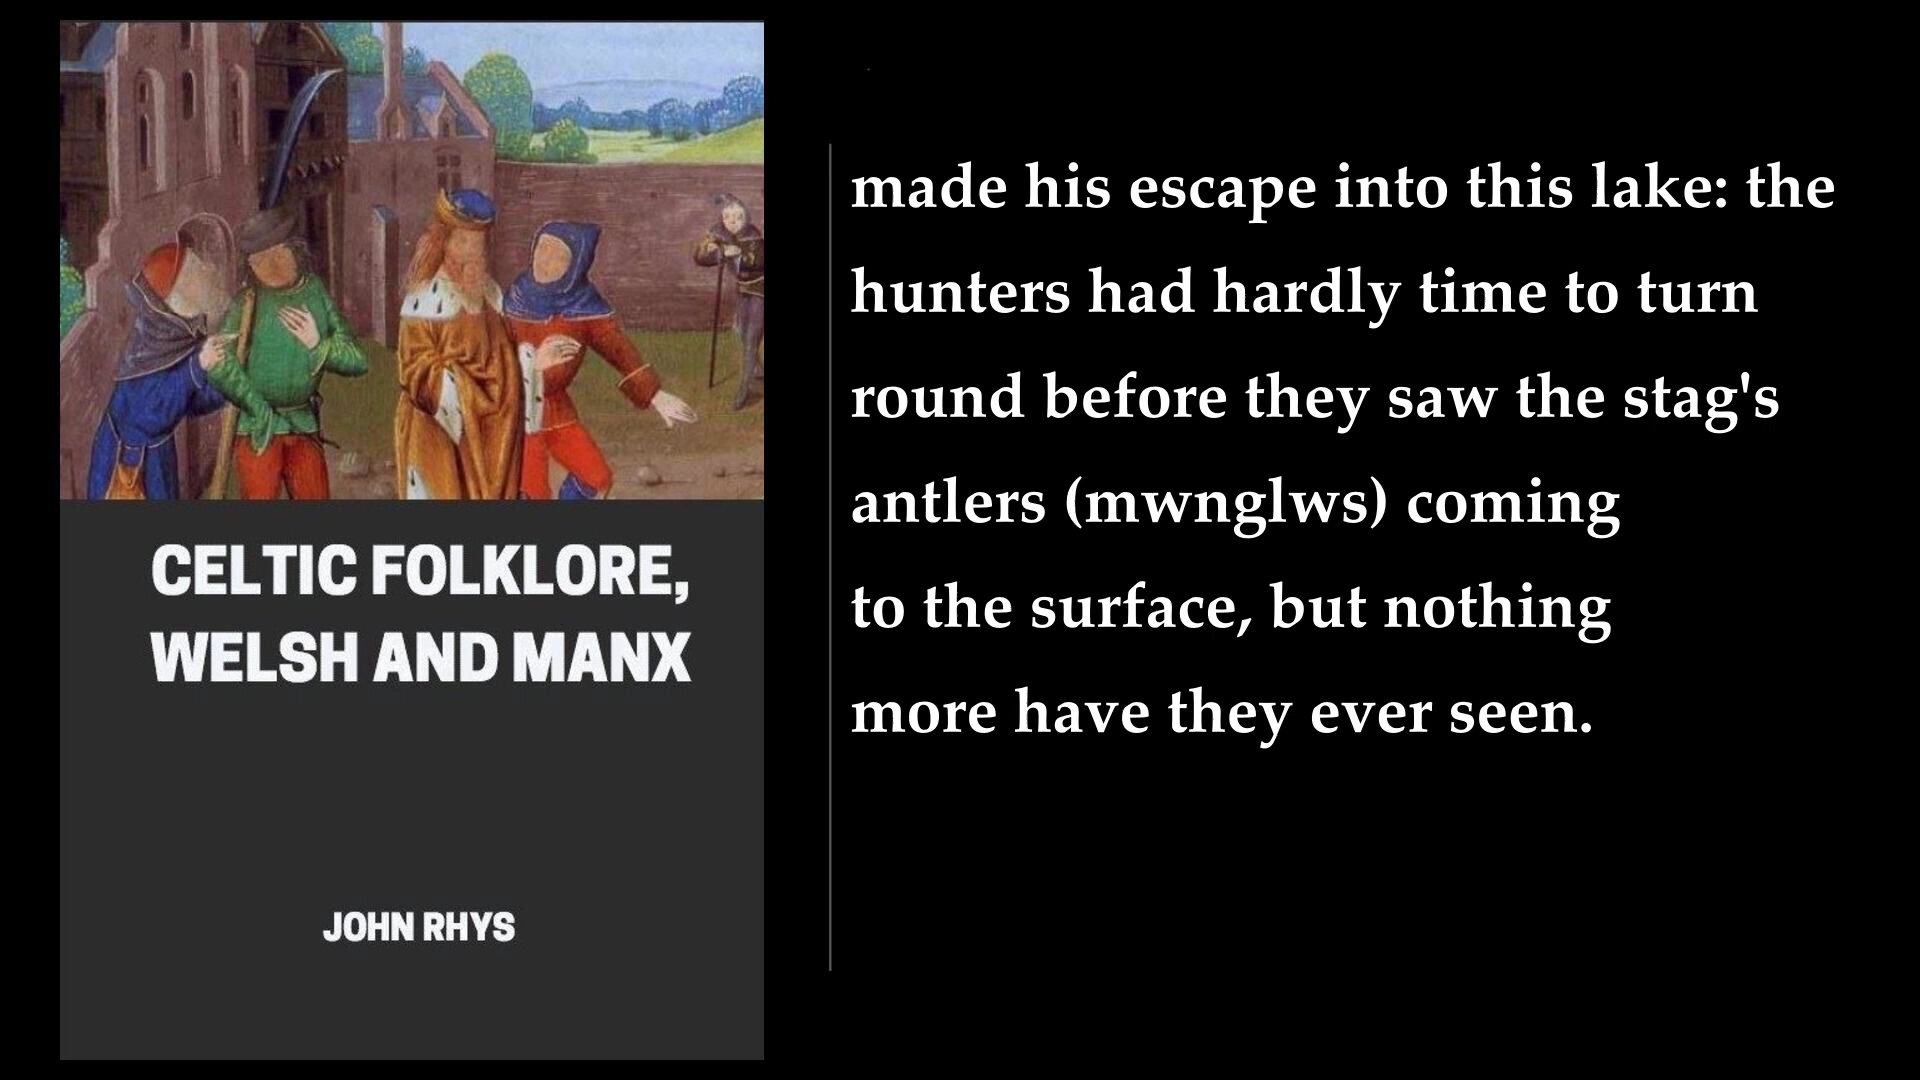 CELTIC FOLKLORE,
WELSH AND MANX
JOHN RHYS
made his escape into this lake: the
hunters had hardly time to turn
round before they saw the stag's
antlers (mwnglws) coming
to the surface, but nothing
more have they ever seen.